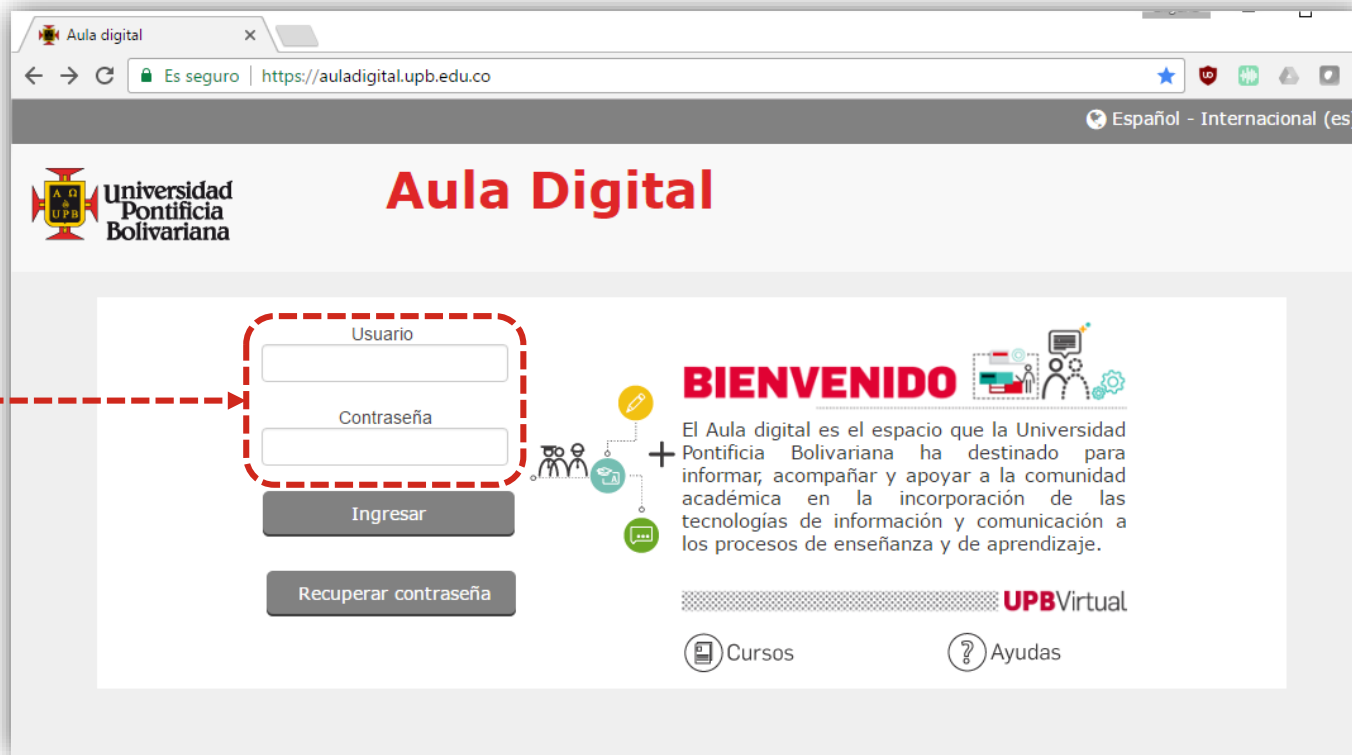 Aula digital
Es seguro | https://auladigital.upb.edu.co
Español - Internacional (es
Universidad
Pontificia
Bolivariana
Α Ω
&
UPB
Aula Digital
Usuario
Contraseña
Ingresar
Recuperar contraseña
BIENVENIDO
El Aula digital es el espacio que la Universidad
Pontificia Bolivariana ha destinado para
informar, acompañar y apoyar a la comunidad
académica en la incorporación de las
tecnologías de información y comunicación a
los procesos de enseñanza y de aprendizaje.
UPBVirtual
Cursos
Ayudas